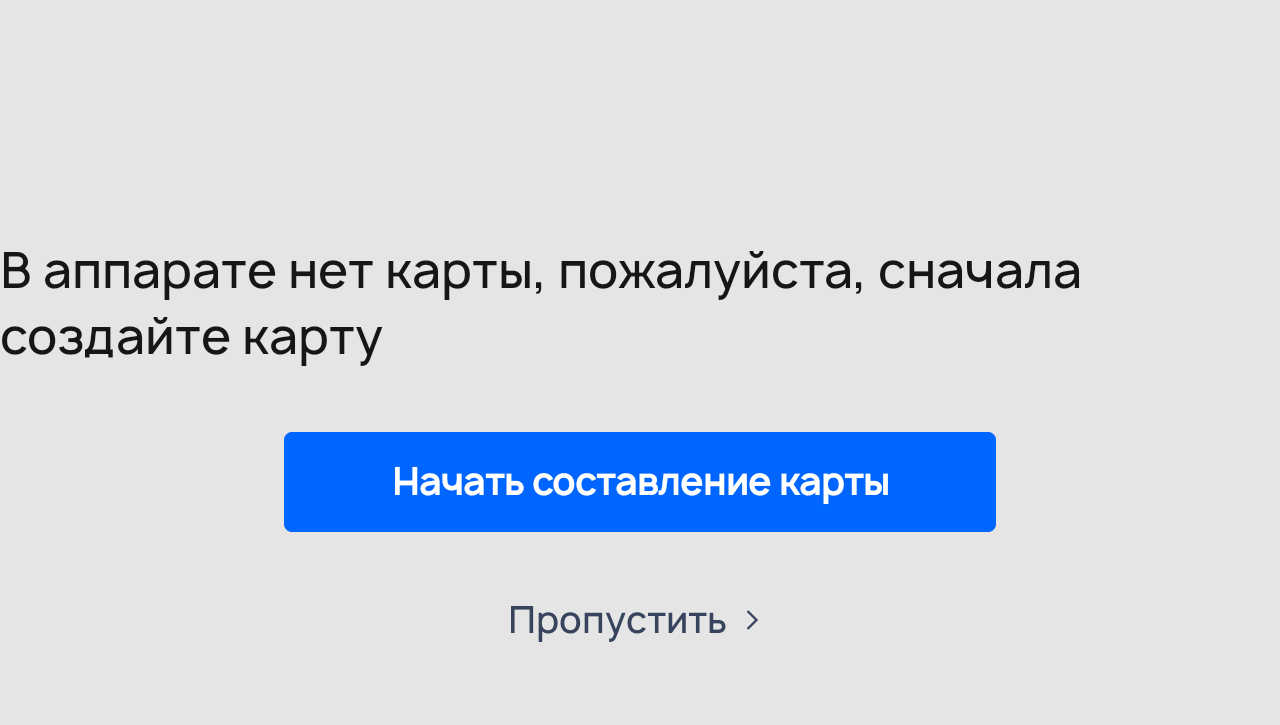 В аппарате нет карты, пожалуйста, сначала
создайте карту
Начать составление карты
Пропустить